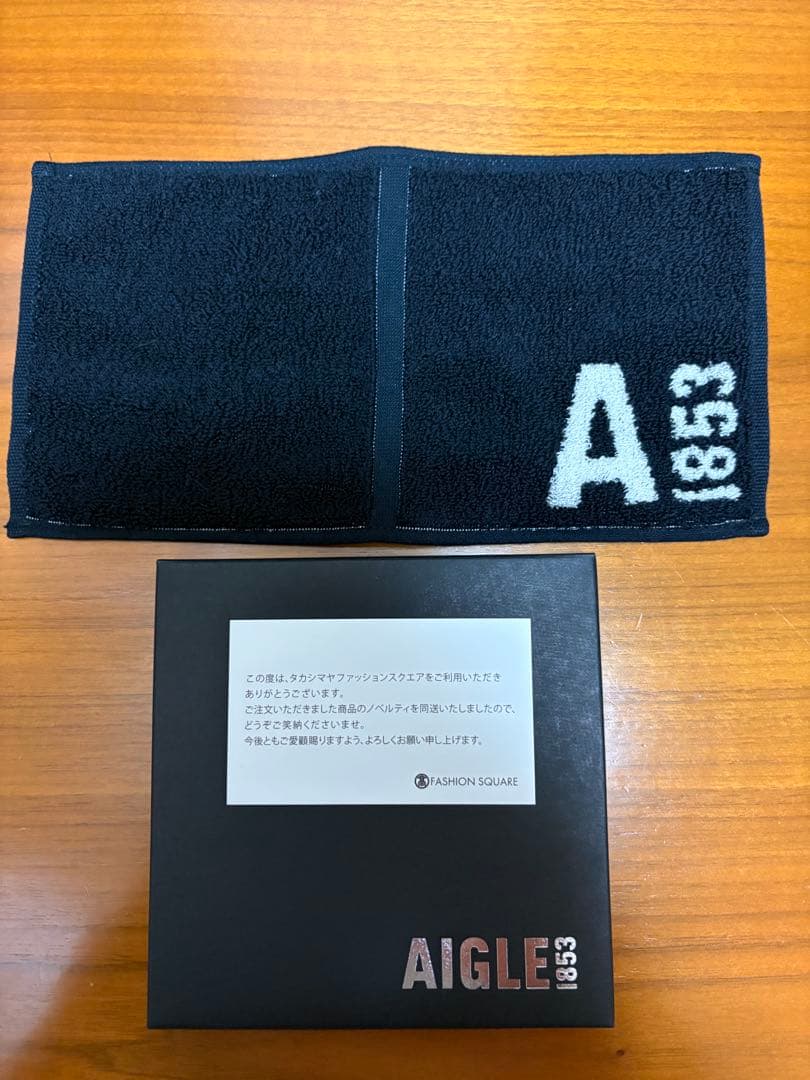 A 1853
この度は、タカシマヤファッションスクエアをご利用いただき
ありがとうございます。
ご注文いただきました商品のノベルティを同送いたしましたので、
どうぞご笑納くださいませ。
今後ともご愛顧賜りますよう、よろしくお願い申し上げます。
髙 FASHION SQUARE
AIGLE 1853